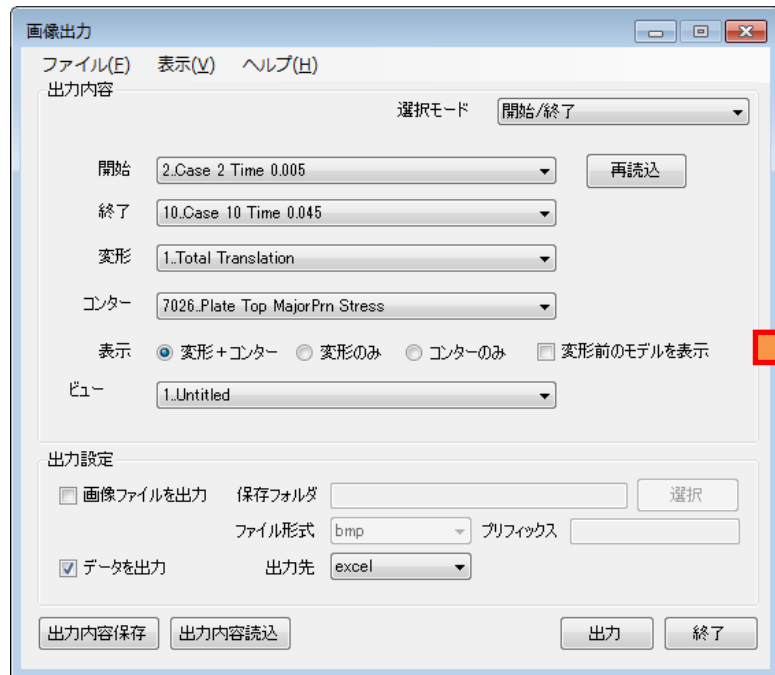 画像出力
ファイル(F) 表示(V) ヘルプ(H)
出力内容
選択モード 開始/終了
開始 2..Case 2 Time 0.005 再読込
終了 10..Case 10 Time 0.045
変形 1..Total Translation
コンター 7026..Plate Top MajorPrn Stress
表示 変形+コンター 変形のみ コンターのみ 変形前のモデルを表示
ビュー 1..Untitled
出力設定
画像ファイルを出力 保存フォルダ 選択
ファイル形式 bmp プリフィックス
データを出力 出力先 excel
出力内容保存 出力内容読込 出力 終了